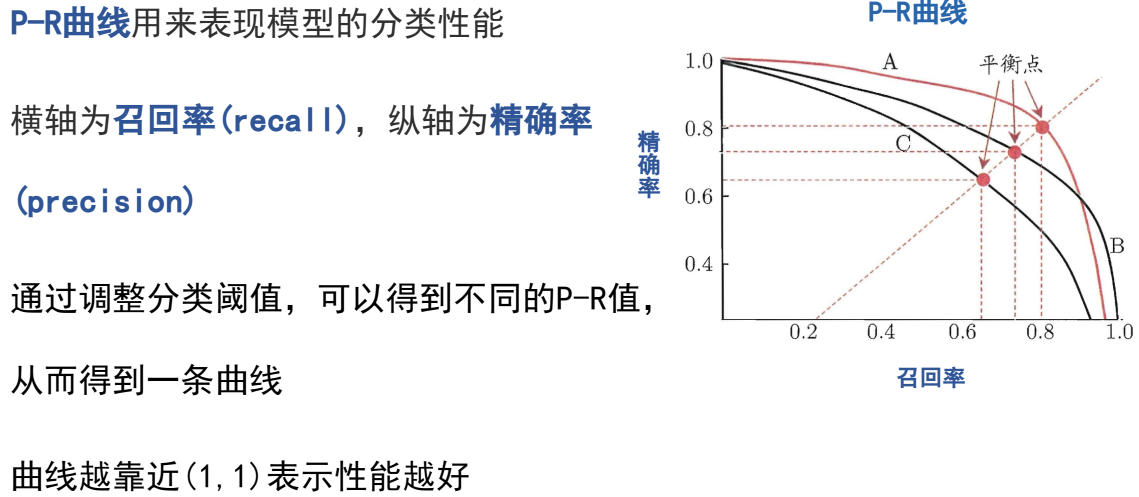 P-R曲线用来表现模型的分类性能
横轴为召回率(recall)，纵轴为精确率
(precision)
通过调整分类阈值，可以得到不同的P-R值，
从而得到一条曲线
曲线越靠近(1,1)表示性能越好
P-R曲线
1.0
A
平衡点
0.8
C
精确率
0.6
B
0.4
0.2
0.4
0.6
0.8
1.0
召回率